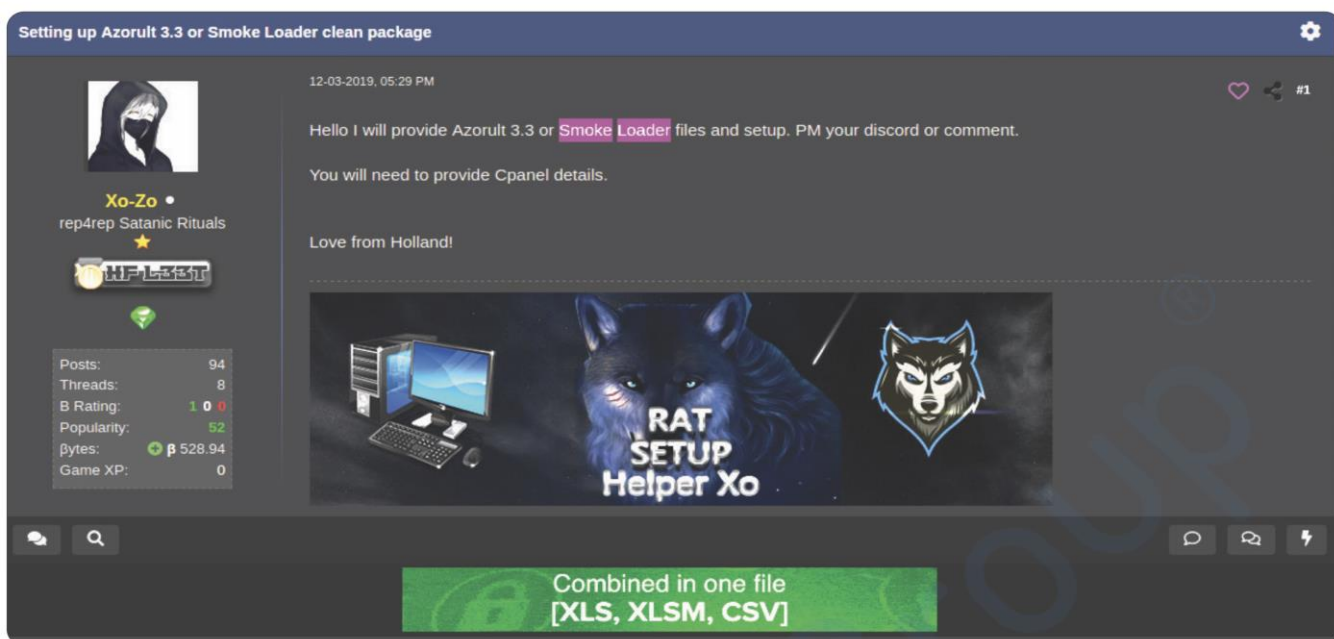 Setting up Azorult 3.3 or Smoke Loader clean package
12-03-2019, 05:29 PM
#1
Hello I will provide Azorult 3.3 or Smoke Loader files and setup. PM your discord or comment.
You will need to provide Cpanel details.
Love from Holland!
Xo-Zo
rep4rep Satanic Rituals
HF L33T
Posts: 94
Threads: 8
B Rating: 1 0 0
Popularity: 52
βytes: β 528.94
Game XP: 0
RAT
SETUP
Helper Xo
Combined in one file
[XLS, XLSM, CSV]